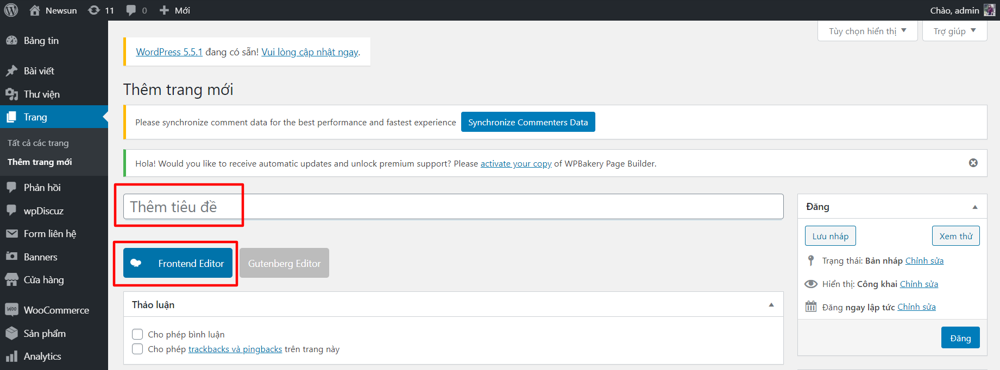 Newsun 11 0 Mới Chào, admin
Tùy chọn hiển thị Trợ giúp
Bảng tin
Bài viết
Thư viện
Trang
Tất cả các trang
Thêm trang mới
Phản hồi
wpDiscuz
Form liên hệ
Banners
Cửa hàng
WooCommerce
Sản phẩm
Analytics
WordPress 5.5.1 đang có sẵn! Vui lòng cập nhật ngay.
Thêm trang mới
Please synchronize comment data for the best performance and fastest experience Synchronize Commenters Data
Hola! Would you like to receive automatic updates and unlock premium support? Please activate your copy of WPBakery Page Builder.
Thêm tiêu đề
Frontend Editor Gutenberg Editor
Thảo luận
Cho phép bình luận
Cho phép trackbacks và pingbacks trên trang này
Đăng
Lưu nháp Xem thử
Trạng thái: Bản nháp Chỉnh sửa
Hiển thị: Công khai Chỉnh sửa
Đăng ngay lập tức Chỉnh sửa
Đăng